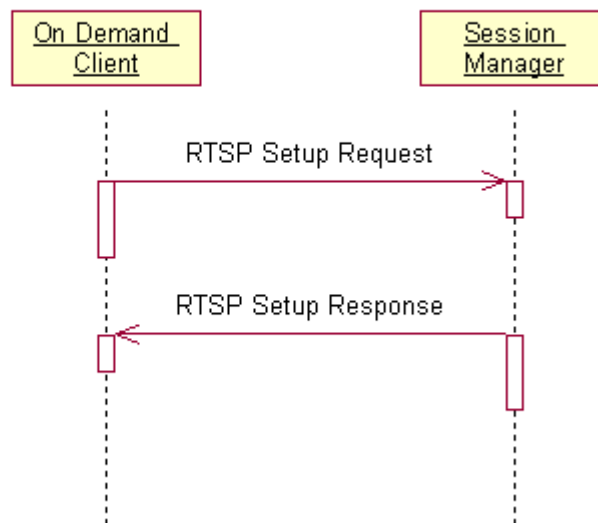 On Demand
Client
Session
Manager
RTSP Setup Request
RTSP Setup Response